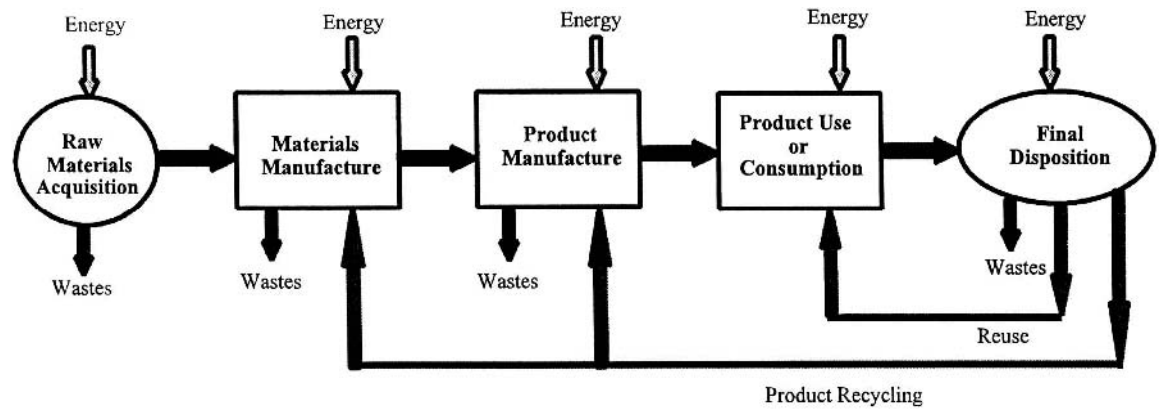 Energy
Energy
Energy
Energy
Energy
Raw
Materials
Acquisition
Materials
Manufacture
Product
Manufacture
Product Use
or
Consumption
Final
Disposition
Wastes
Wastes
Wastes
Wastes
Reuse
Product Recycling